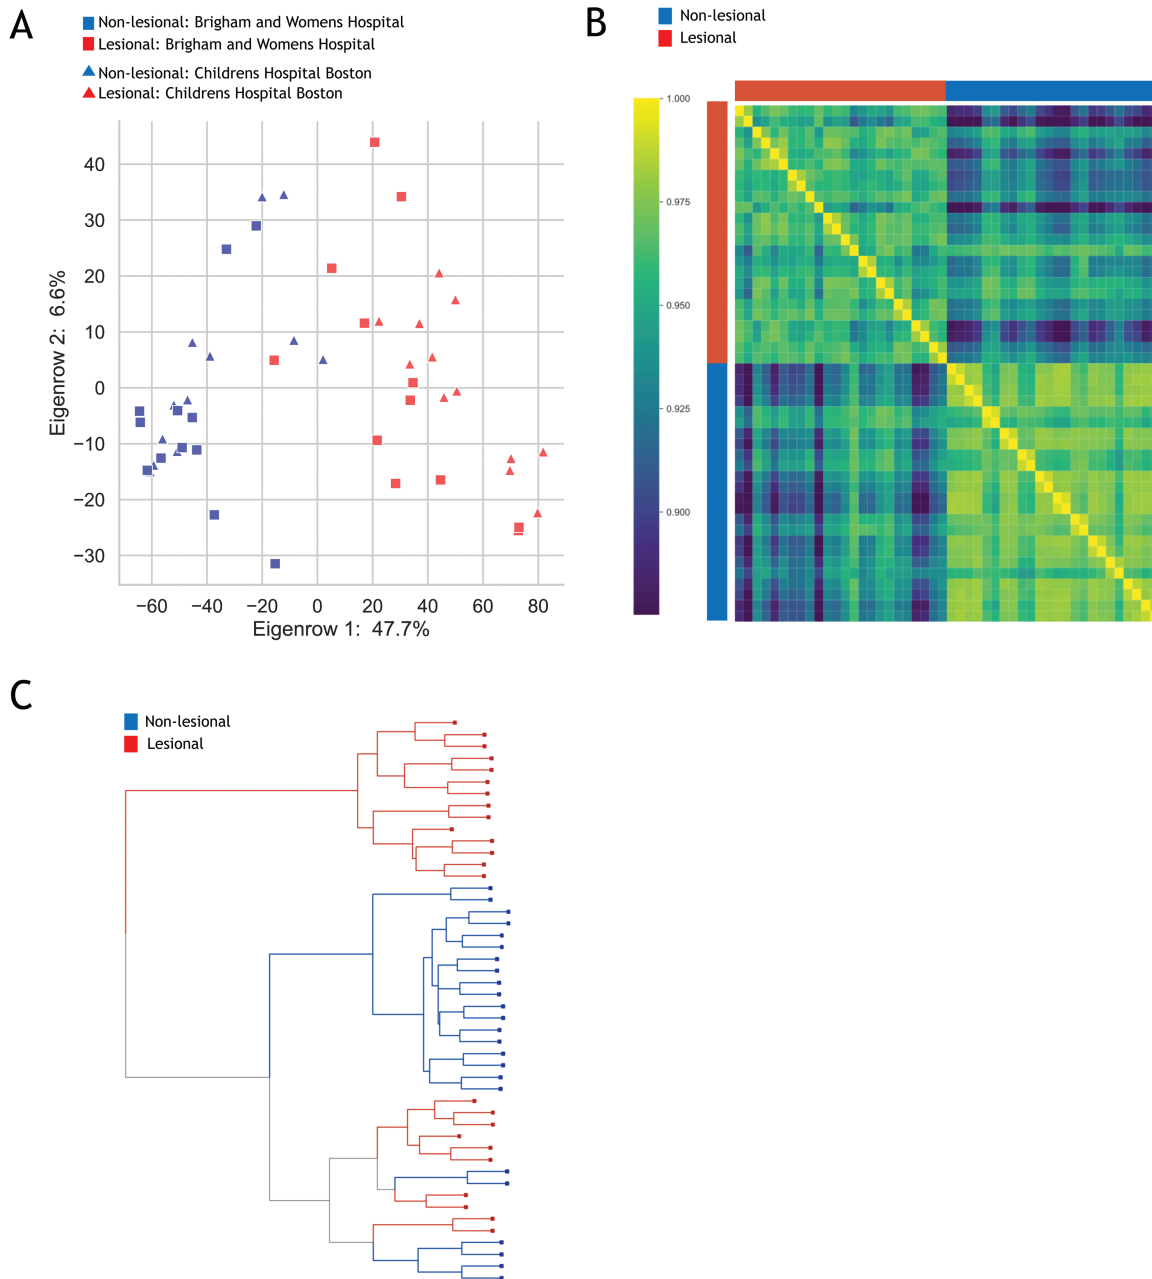 A
Non-lesional: Brigham and Womens Hospital
Lesional: Brigham and Womens Hospital
Non-lesional: Childrens Hospital Boston
Lesional: Childrens Hospital Boston
40
30
20
10
0
−10
−20
−30
Eigenrow 2: 6.6%
−60 −40 −20 0 20 40 60 80
Eigenrow 1: 47.7%
B
Non-lesional
Lesional
1.000
0.975
0.950
0.925
0.900
C
Non-lesional
Lesional